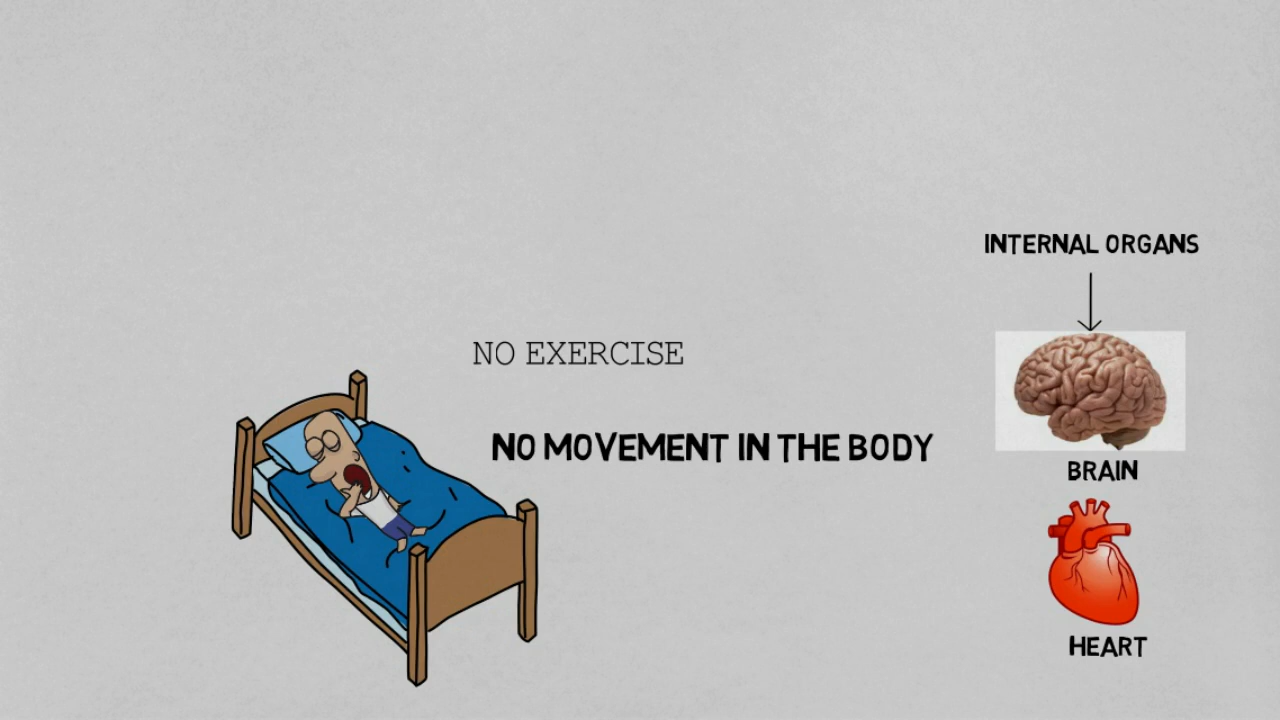 NO EXERCISE
NO MOVEMENT IN THE BODY
INTERNAL ORGANS
BRAIN
HEART